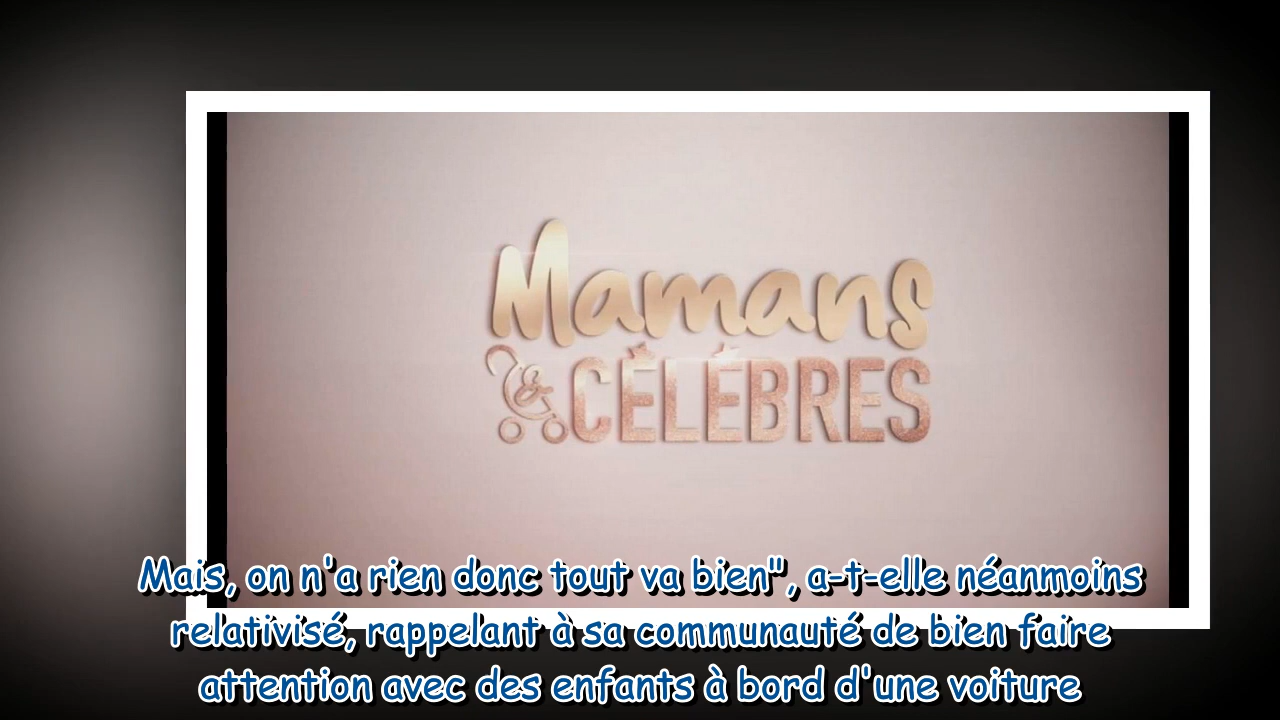 Mamans
& CÉLÈBRES
Mais, on n'a rien donc tout va bien", a-t-elle néanmoins
relativisé, rappelant à sa communauté de bien faire
attention avec des enfants à bord d'une voiture